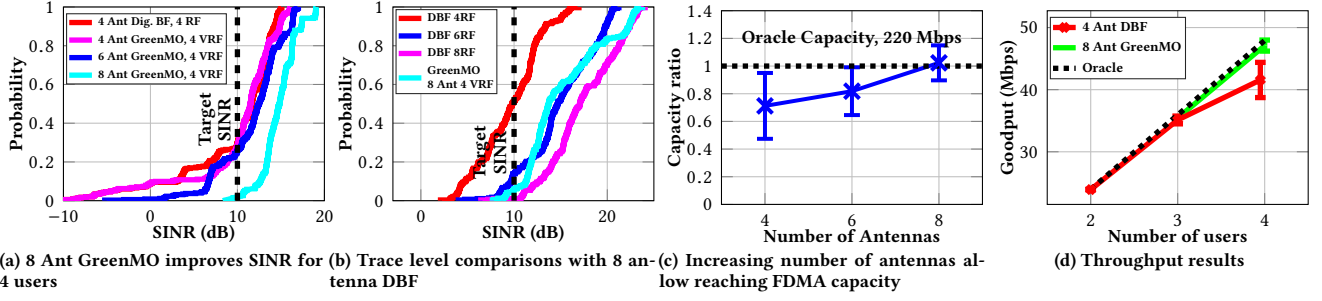 1
0.8
0.6
0.4
0.2
0
Probability
4 Ant Dig. BF, 4 RF
4 Ant GreenMO, 4 VRF
6 Ant GreenMO, 4 VRF
8 Ant GreenMO, 4 VRF
Target
SINR
−10
0
10
20
SINR (dB)
(a) 8 Ant GreenMO improves SINR for
4 users
1
0.8
0.6
0.4
0.2
0
Probability
DBF 4RF
DBF 6RF
DBF 8RF
GreenMO
8 Ant 4 VRF
Target
SINR
0
10
20
SINR (dB)
(b) Trace level comparisons with 8 an-
tenna DBF
1.4
1.2
1
0.8
0.6
0.4
0.2
0
Capacity ratio
Oracle Capacity, 220 Mbps
4
6
8
Number of Antennas
(c) Increasing number of antennas al-
low reaching FDMA capacity
50
40
30
Goodput (Mbps)
4 Ant DBF
8 Ant GreenMO
Oracle
2
3
4
Number of users
(d) Throughput results